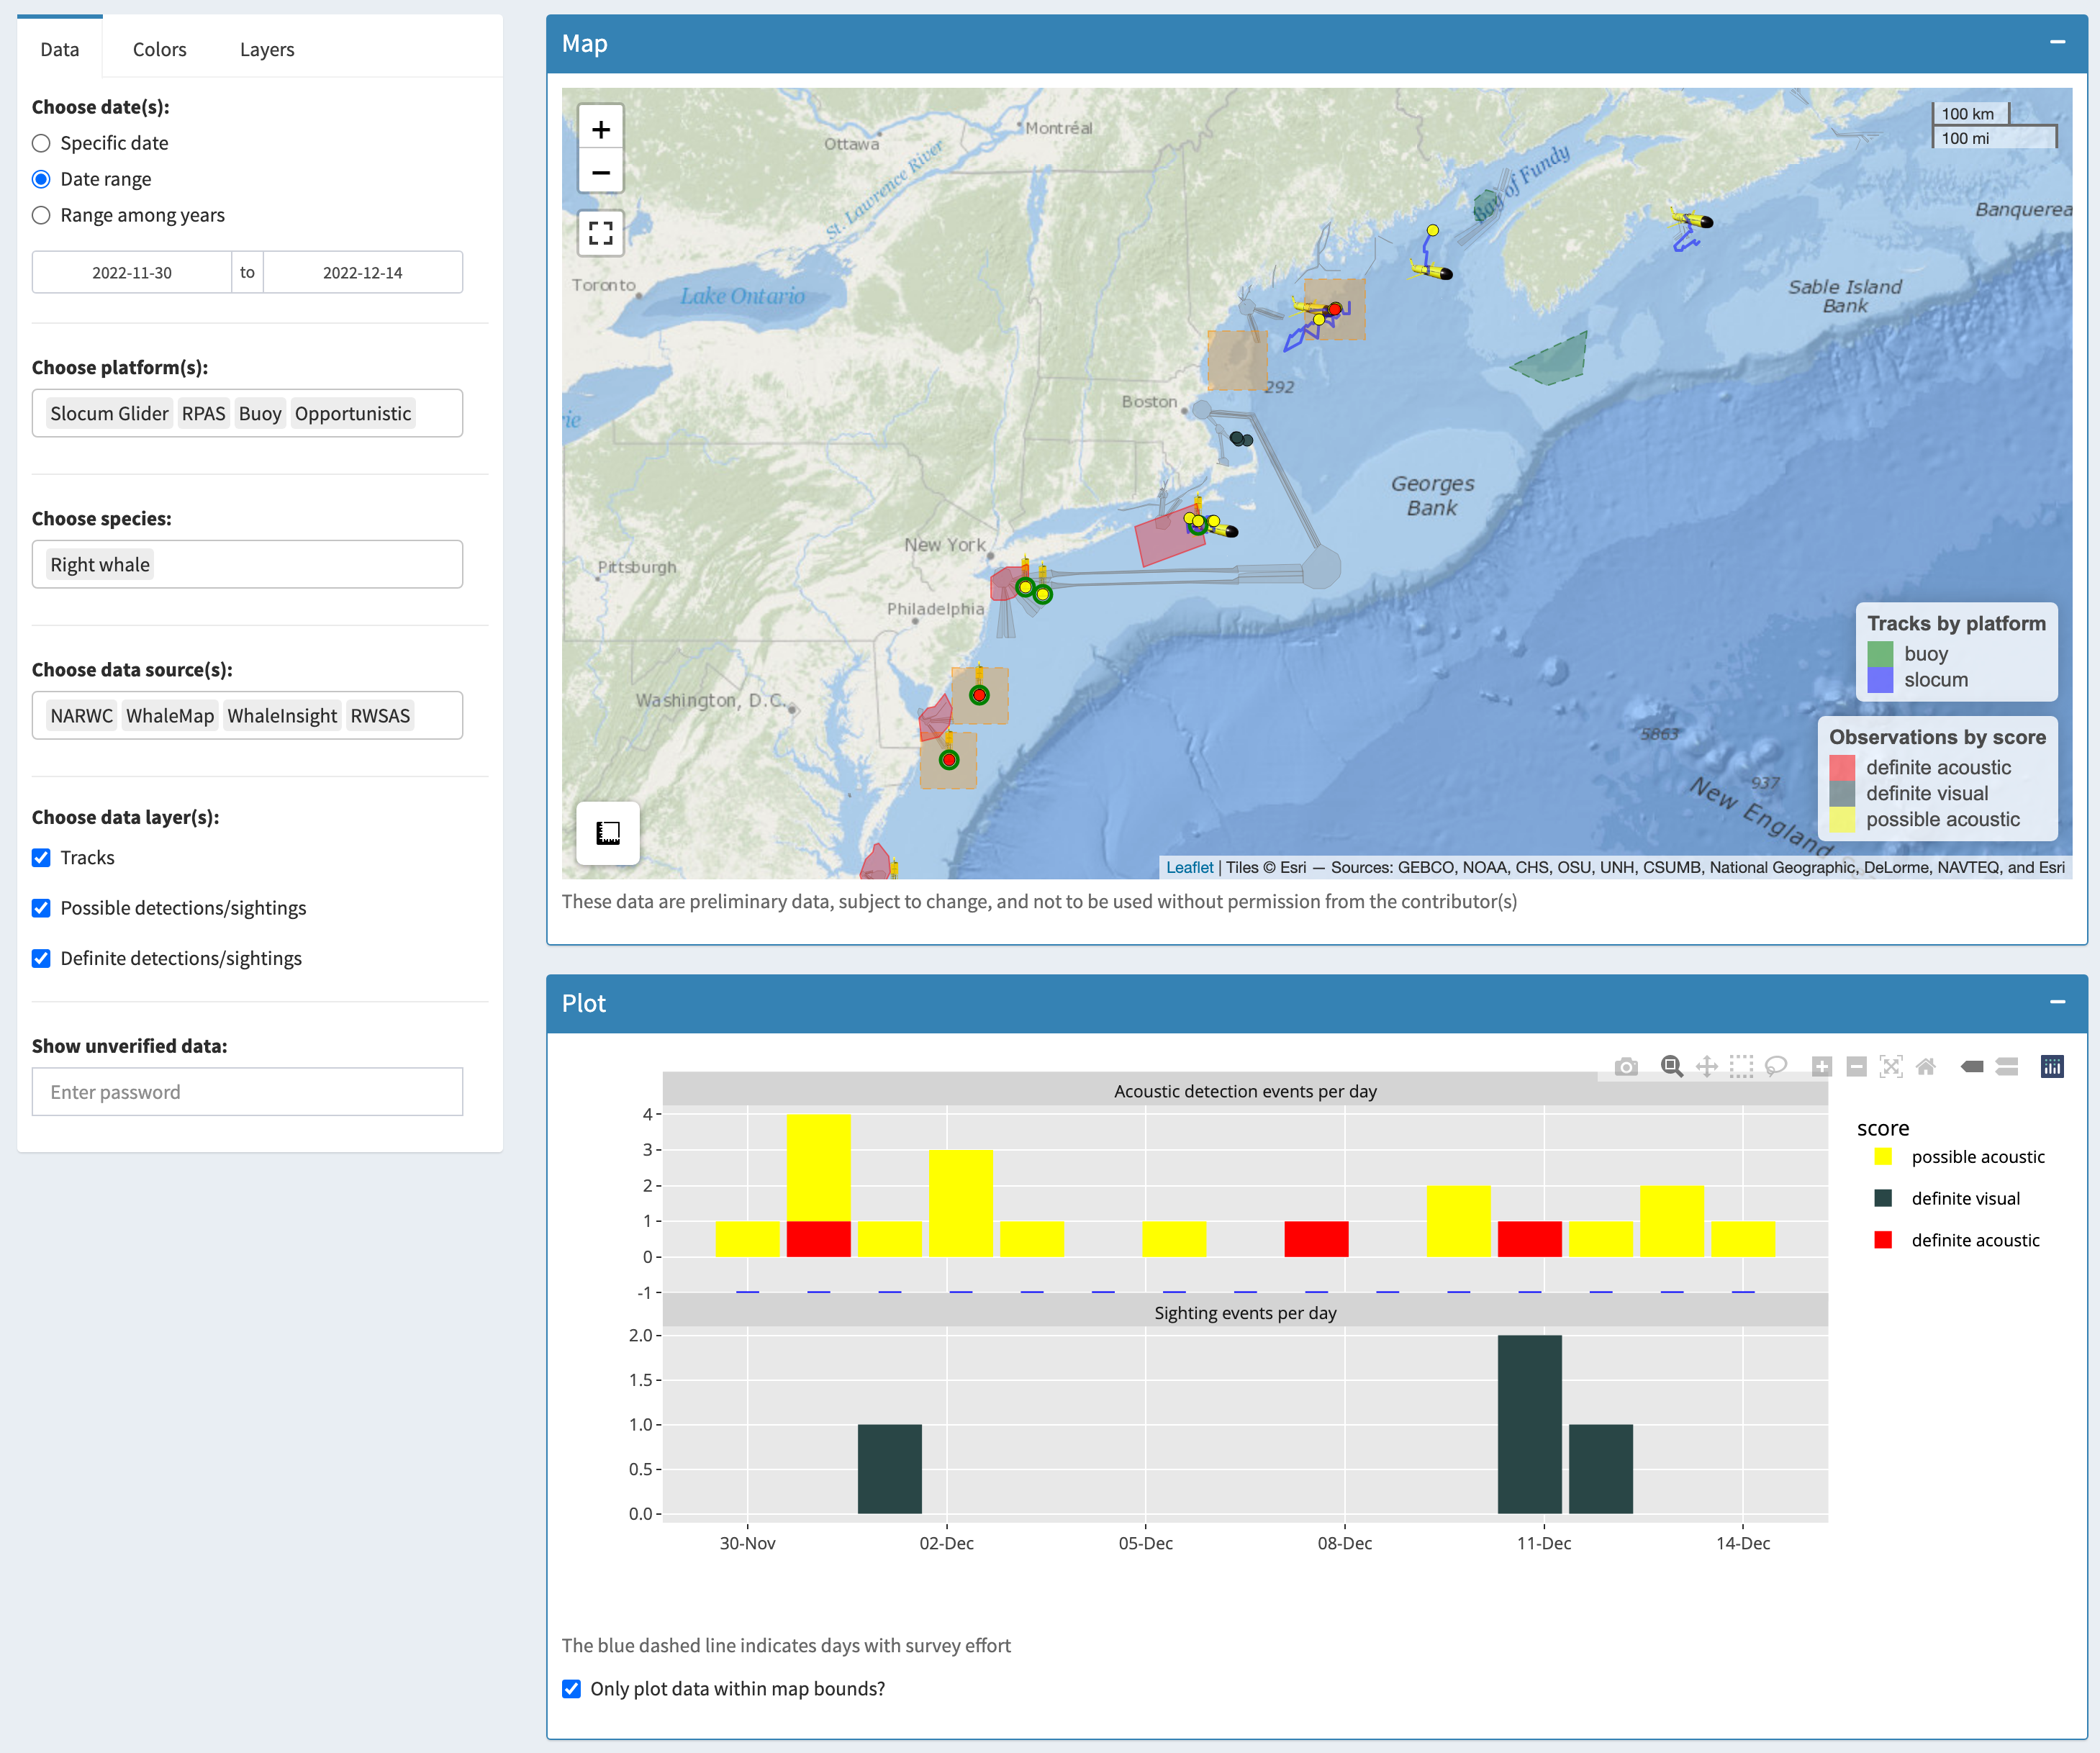 Data
Colors
Layers
Choose date(s):
Specific date
Date range
Range among years
2022-11-30 to 2022-12-14
Choose platform(s):
Slocum Glider RPAS Buoy Opportunistic
Choose species:
Right whale
Choose data source(s):
NARWC WhaleMap WhaleInsight RWSAS
Choose data layer(s):
Tracks
Possible detections/sightings
Definite detections/sightings
Show unverified data:
Enter password
Map
+
−
100 km
100 mi
Ottawa
Montréal
St. Lawrence River
Bay of Fundy
Banquerea
Toronto
Lake Ontario
Sable Island
Bank
rie
292
Boston
Georges
Bank
New York
Pittsburgh
Philadelphia
Washington, D.C.
5863
937
New England
Tracks by platform
buoy
slocum
Observations by score
definite acoustic
definite visual
possible acoustic
Leaflet | Tiles © Esri — Sources: GEBCO, NOAA, CHS, OSU, UNH, CSUMB, National Geographic, DeLorme, NAVTEQ, and Esri
These data are preliminary data, subject to change, and not to be used without permission from the contributor(s)
Plot
Acoustic detection events per day
4
3
2
1
0
-1
score
possible acoustic
definite visual
definite acoustic
Sighting events per day
2.0
1.5
1.0
0.5
0.0
30-Nov 02-Dec 05-Dec 08-Dec 11-Dec 14-Dec
The blue dashed line indicates days with survey effort
Only plot data within map bounds?